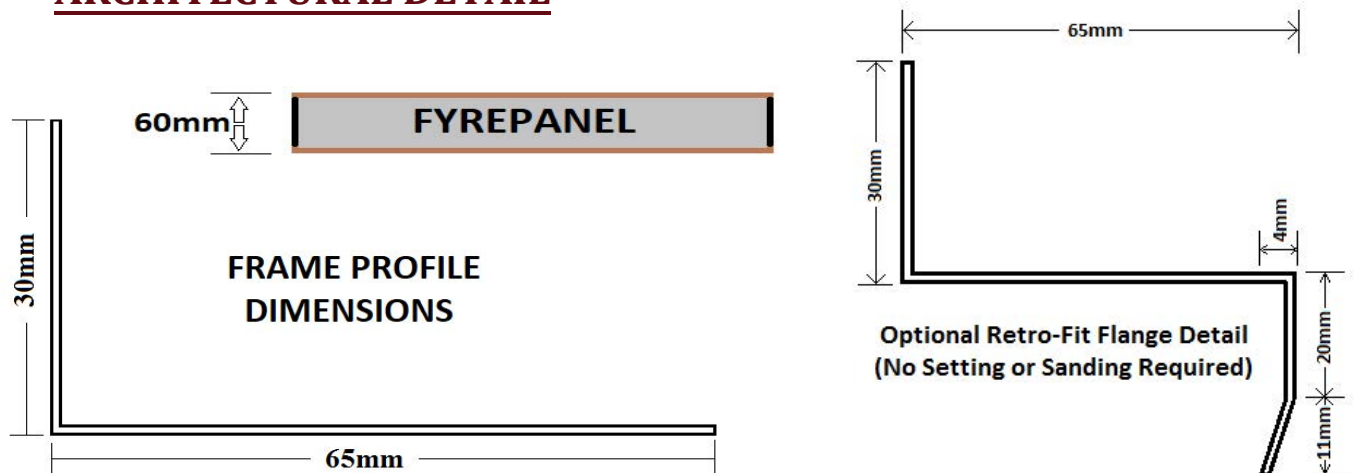 ARCHITECTURAL DETAIL
65mm
60mm
FYREPANEL
30mm
30mm
4mm
FRAME PROFILE
DIMENSIONS
Optional Retro-Fit Flange Detail
(No Setting or Sanding Required)
20mm
11mm
65mm